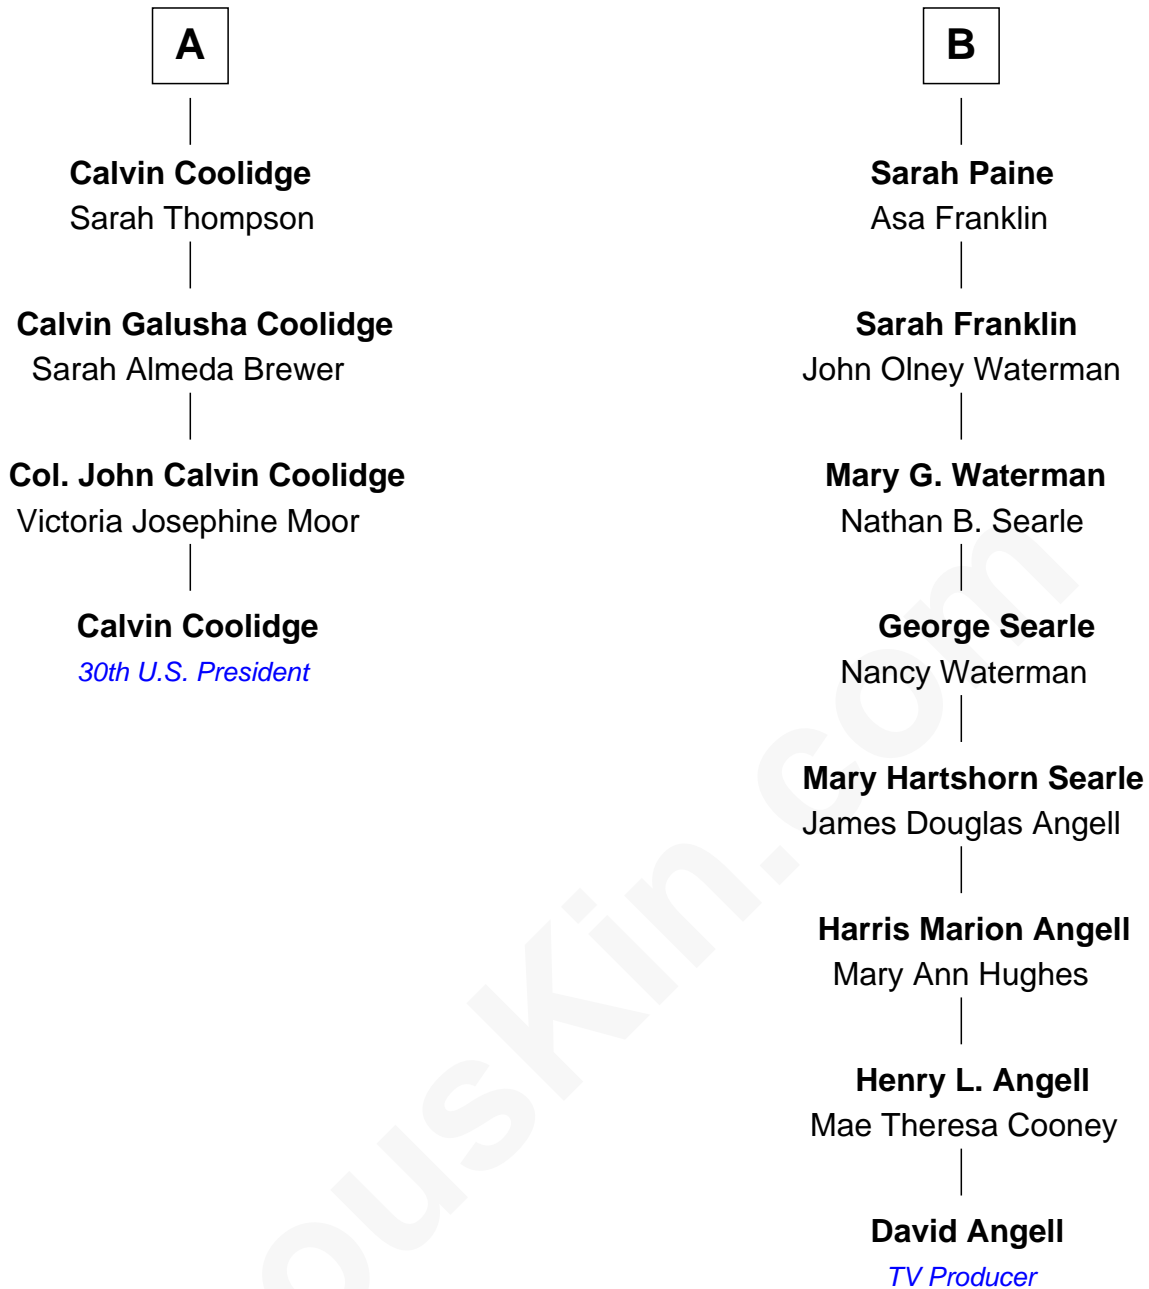 A
Calvin Coolidge
Sarah Thompson
Calvin Galusha Coolidge
Sarah Almeda Brewer
Col. John Calvin Coolidge
Victoria Josephine Moor
Calvin Coolidge
30th U.S. President
B
Sarah Paine
Asa Franklin
Sarah Franklin
John Olney Waterman
Mary G. Waterman
Nathan B. Searle
George Searle
Nancy Waterman
Mary Hartshorn Searle
James Douglas Angell
Harris Marion Angell
Mary Ann Hughes
Henry L. Angell
Mae Theresa Cooney
David Angell
TV Producer
ousKin.com